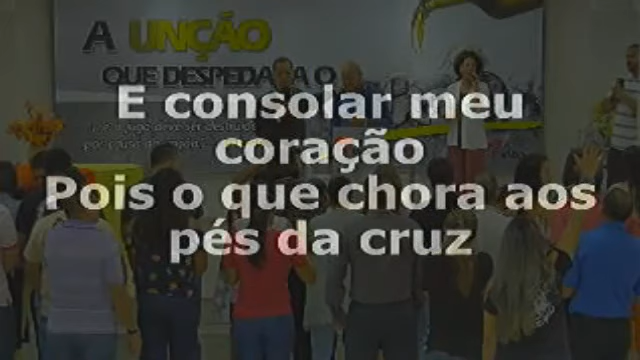 A UNÇÃO
QUE DESPEDAÇA O
E consolar meu
coração
Pois o que chora aos
pés da cruz